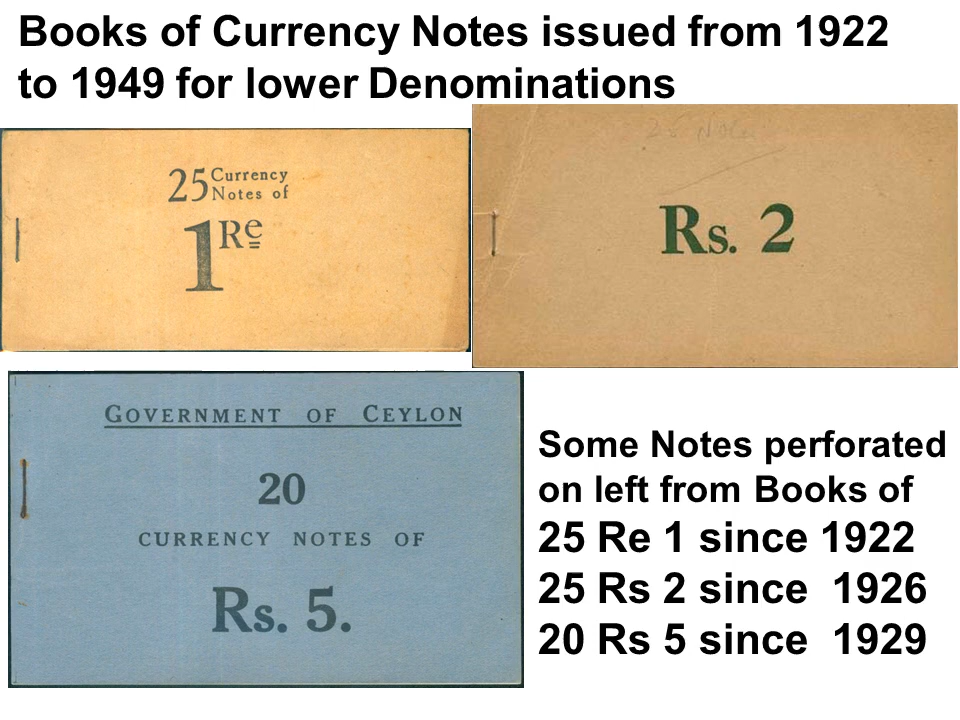 Books of Currency Notes issued from 1922
to 1949 for lower Denominations
25 Currency
Notes of
1 Re
25 Note
Rs. 2
GOVERNMENT OF CEYLON
20
CURRENCY NOTES OF
Rs. 5.
Some Notes perforated
on left from Books of
25 Re 1 since 1922
25 Rs 2 since 1926
20 Rs 5 since 1929